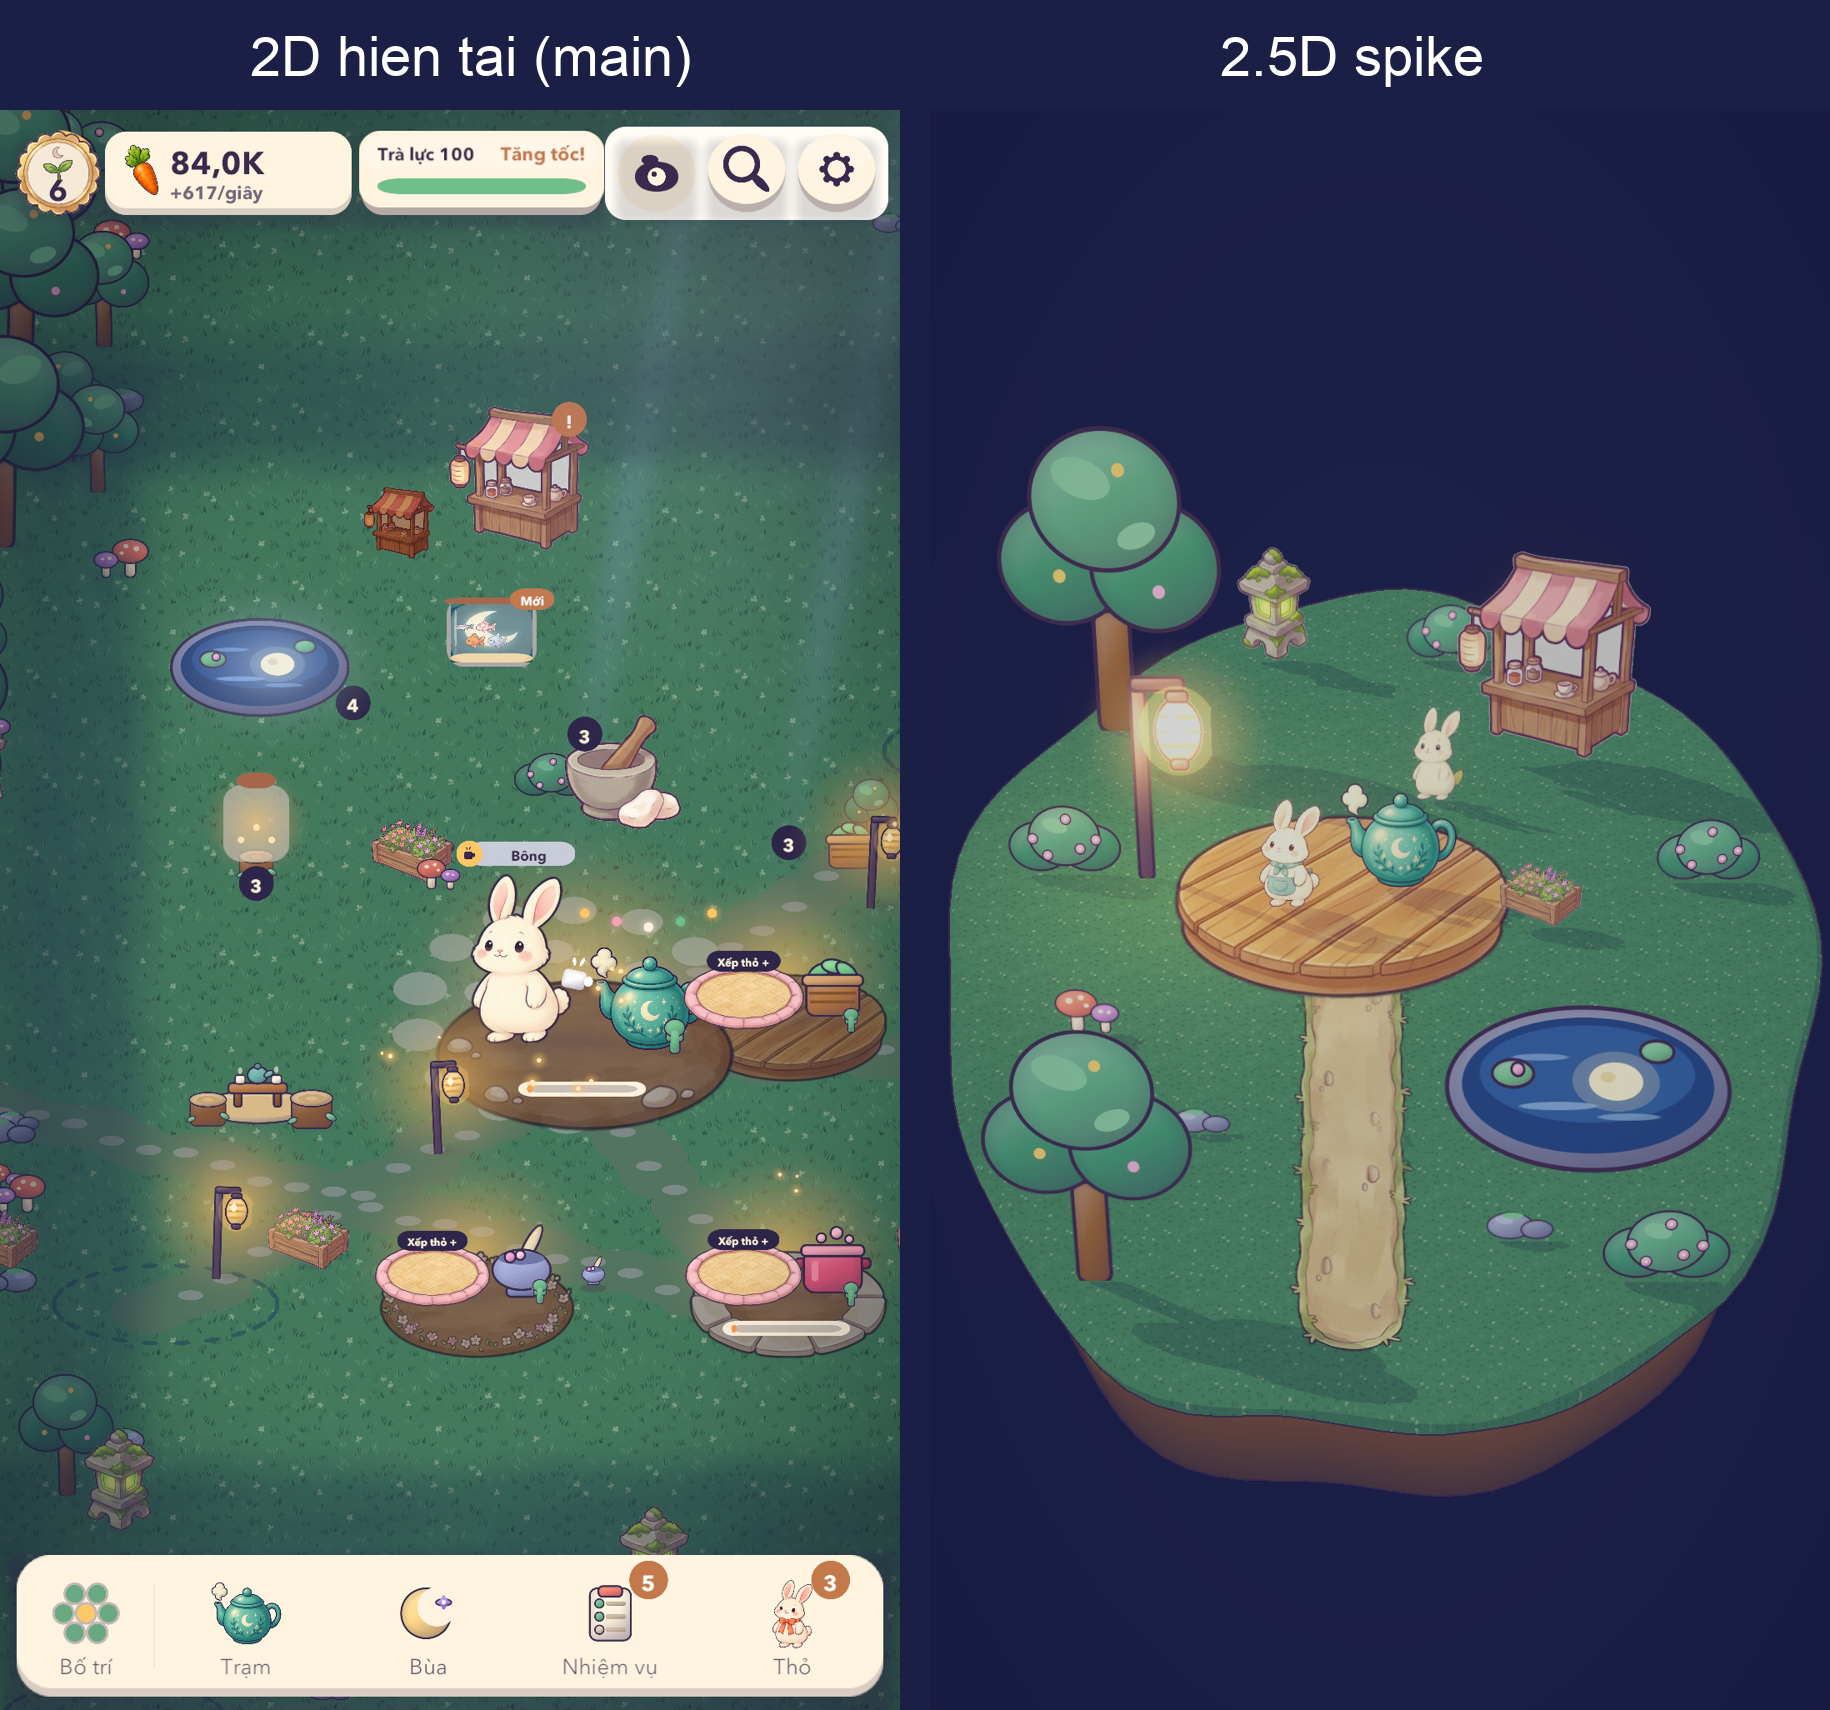 2D hien tai (main)
2.5D spike
6
84,0K
+617/giây
Trà lực 100
Tăng tốc!
!
Mới
4
3
3
3
Bông
Xếp thỏ +
Xếp thỏ +
Xếp thỏ +
Bố trí
Trạm
Bùa
5
Nhiệm vụ
3
Thỏ